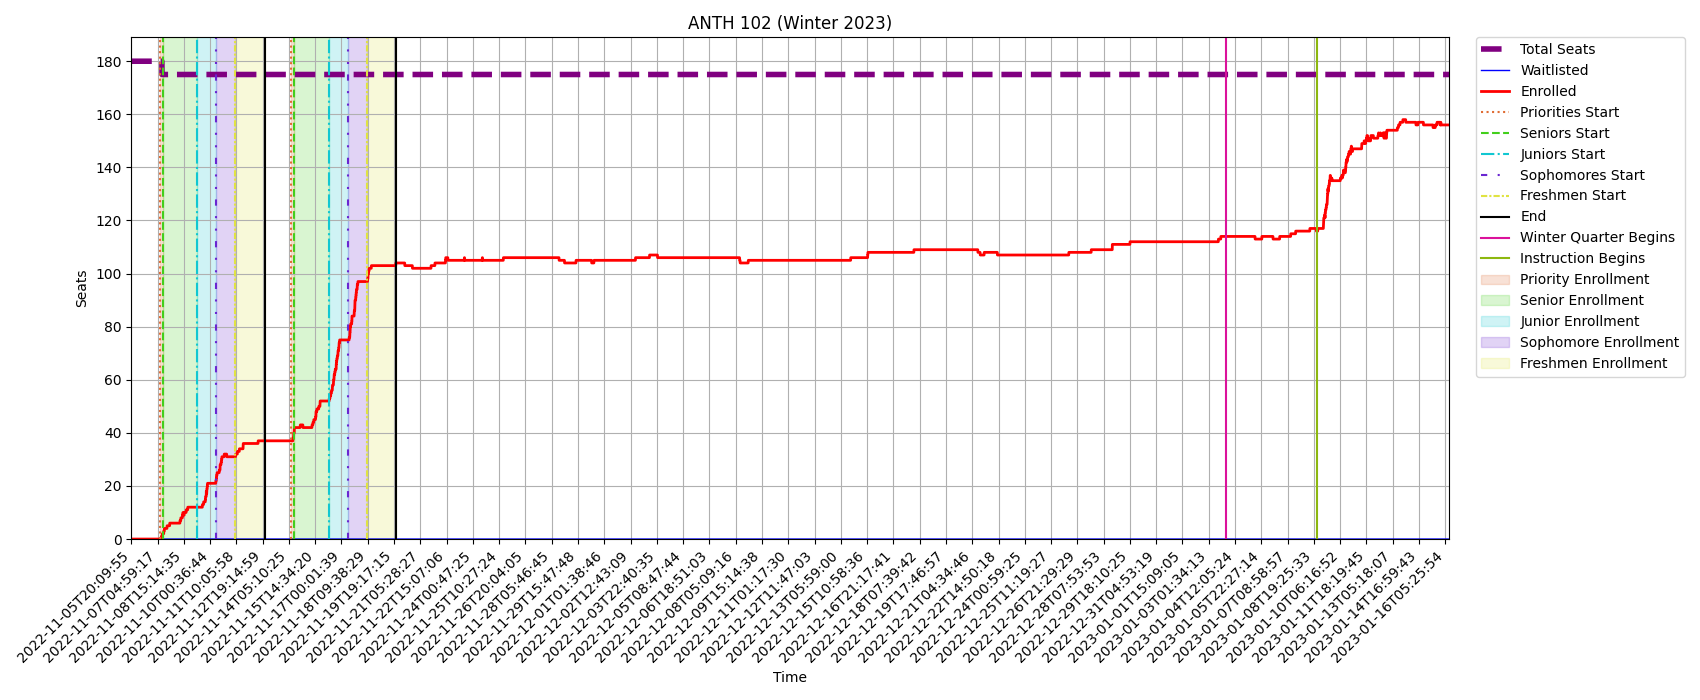 ANTH 102 (Winter 2023)
Seats
180
160
140
120
100
80
60
40
20
0
2022-11-05T20:09:55
2022-11-07T04:59:17
2022-11-08T15:14:35
2022-11-10T00:36:44
2022-11-11T10:05:58
2022-11-12T19:14:59
2022-11-14T05:10:25
2022-11-15T14:34:20
2022-11-17T00:01:39
2022-11-18T09:38:29
2022-11-19T19:17:15
2022-11-21T05:28:27
2022-11-22T15:07:06
2022-11-25T10:47:25
2022-11-26T20:04:05
2022-11-28T05:46:45
2022-11-29T15:47:48
2022-12-01T01:38:46
2022-12-02T12:43:09
2022-12-03T22:40:35
2022-12-05T08:47:44
2022-12-06T18:51:03
2022-12-08T05:09:16
2022-12-09T15:14:38
2022-12-11T01:17:30
2022-12-12T11:47:03
2022-12-13T22:59:00
2022-12-15T10:58:36
2022-12-16T21:17:41
2022-12-18T07:39:42
2022-12-19T17:46:57
2022-12-21T04:34:46
2022-12-22T14:50:18
2022-12-24T00:59:25
2022-12-25T11:19:27
2022-12-26T21:29:29
2022-12-28T07:53:53
2022-12-29T18:10:25
2022-12-31T04:53:19
2023-01-01T15:09:05
2023-01-03T01:34:13
2023-01-04T12:05:24
2023-01-05T22:27:14
2023-01-07T08:58:57
2023-01-08T19:25:33
2023-01-10T06:16:52
2023-01-11T18:19:45
2023-01-13T05:18:07
2023-01-14T16:59:43
2023-01-16T05:25:54
Time
Total Seats
Waitlisted
Enrolled
Priorities Start
Seniors Start
Juniors Start
Sophomores Start
Freshmen Start
End
Winter Quarter Begins
Instruction Begins
Priority Enrollment
Senior Enrollment
Junior Enrollment
Sophomore Enrollment
Freshmen Enrollment